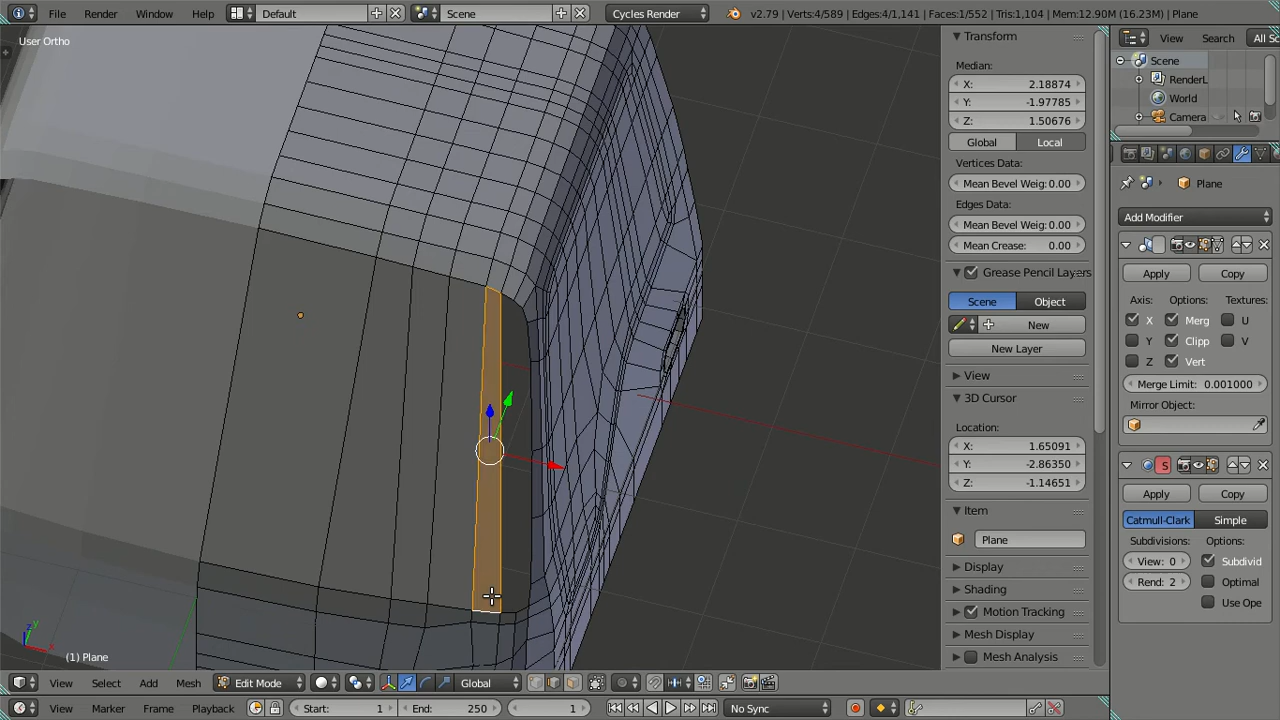 File Render Window Help Default Scene Cycles Render v2.79 | Verts:4/589 | Edges:4/1,141 | Faces:1/552 | Tris:1,104 | Mem:12.90M (16.23M) | Plane
User Ortho
Transform
Median:
X: 2.18874
Y: -1.97785
Z: 1.50676
Global Local
Vertices Data:
Mean Bevel Weig: 0.00
Edges Data:
Mean Bevel Weig: 0.00
Mean Crease: 0.00
Grease Pencil Layers
Scene Object
New
New Layer
View
3D Cursor
Location:
X: 1.65091
Y: -2.86350
Z: -1.14651
Item
Plane
Display
Shading
Motion Tracking
Mesh Display
Mesh Analysis
View Search All Sc
Scene
RenderL
World
Camera
Plane
Add Modifier
Apply Copy
Axis: Options: Textures:
X Merg U
Y Clipp V
Z Vert
Merge Limit: 0.001000
Mirror Object:
S
Apply Copy
Catmull-Clark Simple
Subdivisions: Options:
View: 0 Subdivid
Rend: 2 Optimal
Use Ope
z y x
(1) Plane
View Select Add Mesh Edit Mode Global
View Marker Frame Playback Start: 1 End: 250 1 No Sync